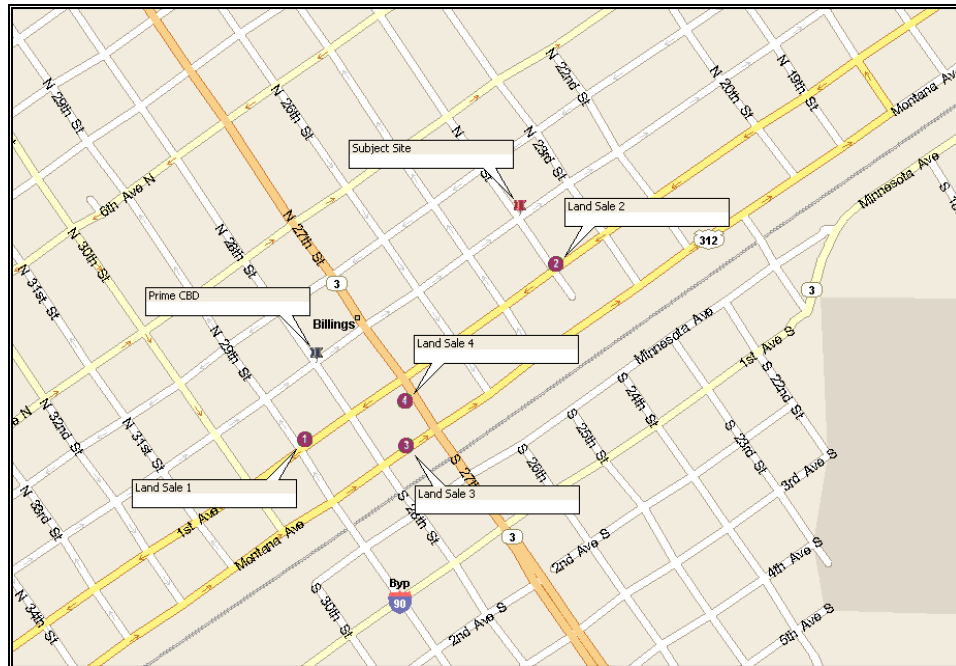 N 29th St
N 26th St
N 22nd St
N 20th St
N 19th St
Montana Ave
Subject Site
N 23rd St
Minnesota Ave
6th Ave N
N 27th St
St
Land Sale 2
N 30th St
N 28th St
312
2
3
3
N 31st St
Prime CBD
Billings
Land Sale 4
Minnesota Ave
1st Ave S
N 29th St
4
S 24th St
S 22nd St
N 32nd St
N 31st St
1
3
S 25th St
S 23rd St
S 27th
S 26th
3rd Ave S
Land Sale 1
Land Sale 3
N 33rd St
1st Ave
Montana Ave
3
2nd Ave S
Byp
90
4th Ave S
N 34th St
S 30th St
2nd Ave S
5th Ave S